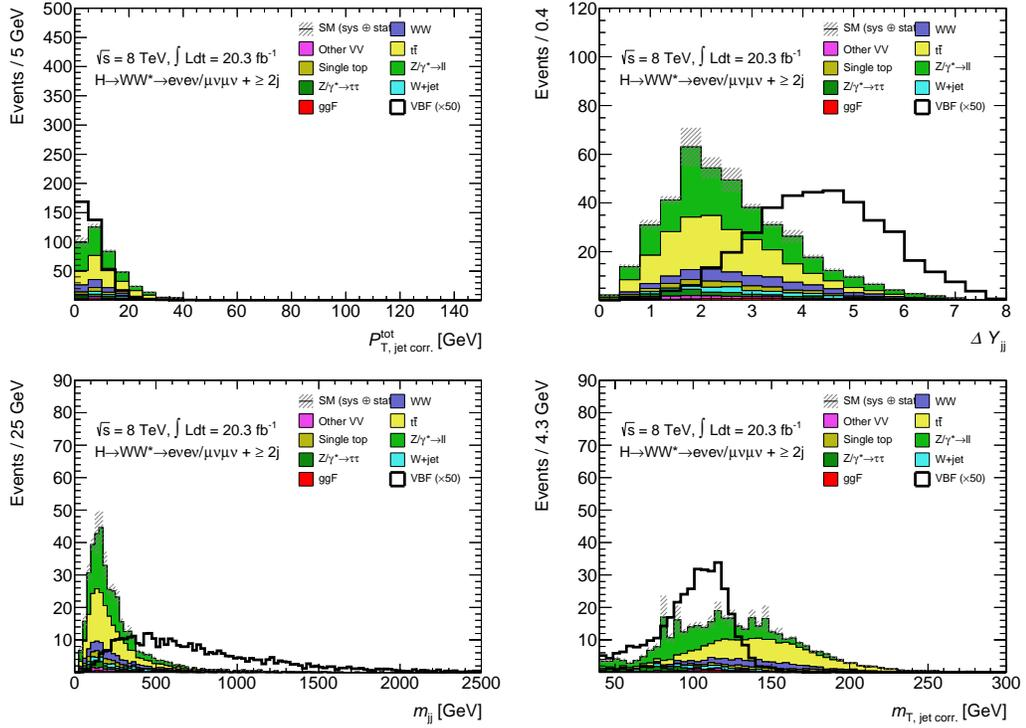 Events / 5 GeV
500
450
400
350
300
250
200
150
100
50
√s = 8 TeV, ∫ Ldt = 20.3 fb⁻¹
H→WW*→eνeν/μνμν + ≥ 2j
SM (sys ⊕ stat
WW
Other VV
tt̄
Single top
Z/γ*→ll
Z/γ*→ττ
W+jet
ggF
VBF (×50)
0 20 40 60 80 100 120 140
P^tot_T, jet corr. [GeV]
Events / 0.4
120
100
80
60
40
20
√s = 8 TeV, ∫ Ldt = 20.3 fb⁻¹
H→WW*→eνeν/μνμν + ≥ 2j
SM (sys ⊕ stat
WW
Other VV
tt̄
Single top
Z/γ*→ll
Z/γ*→ττ
W+jet
ggF
VBF (×50)
0 1 2 3 4 5 6 7 8
Δ Y_jj
Events / 25 GeV
90
80
70
60
50
40
30
20
10
√s = 8 TeV, ∫ Ldt = 20.3 fb⁻¹
H→WW*→eνeν/μνμν + ≥ 2j
SM (sys ⊕ stat
WW
Other VV
tt̄
Single top
Z/γ*→ll
Z/γ*→ττ
W+jet
ggF
VBF (×50)
0 500 1000 1500 2000 2500
m_jj [GeV]
Events / 4.3 GeV
90
80
70
60
50
40
30
20
10
√s = 8 TeV, ∫ Ldt = 20.3 fb⁻¹
H→WW*→eνeν/μνμν + ≥ 2j
SM (sys ⊕ stat
WW
Other VV
tt̄
Single top
Z/γ*→ll
Z/γ*→ττ
W+jet
ggF
VBF (×50)
50 100 150 200 250 300
m_T, jet corr. [GeV]